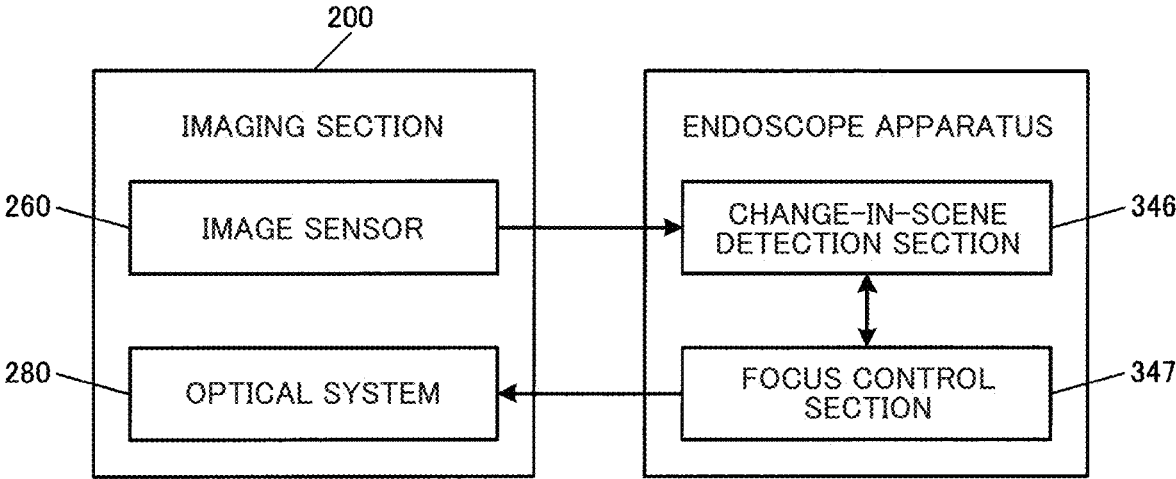 200
IMAGING SECTION
260
IMAGE SENSOR
280
OPTICAL SYSTEM
ENDOSCOPE APPARATUS
CHANGE-IN-SCENE
DETECTION SECTION
346
FOCUS CONTROL
SECTION
347